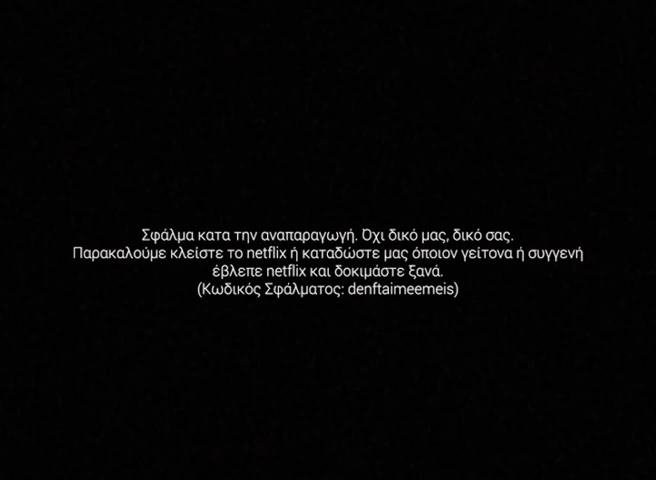 Σφάλμα κατα την αναπαραγωγή. Όχι δικό μας, δικό σας.
Παρακαλούμε κλείστε το netflix ή καταδώστε μας όποιον γείτονα ή συγγενή
έβλεπε netflix και δοκιμάστε ξανά.
(Κωδικός Σφάλματος: denftaimeemeis)